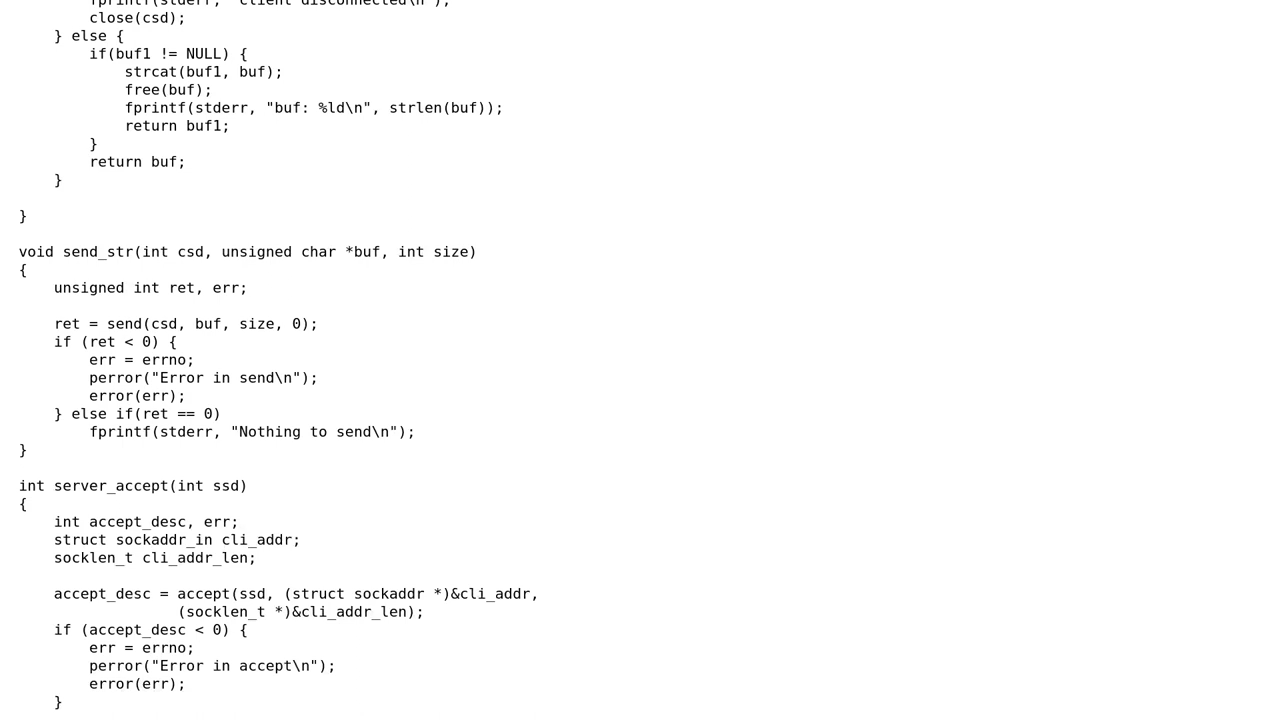 fprintf(stderr, "client disconnected\n");
        close(csd);
    } else {
        if(buf1 != NULL) {
            strcat(buf1, buf);
            free(buf);
            fprintf(stderr, "buf: %ld\n", strlen(buf));
            return buf1;
        }
        return buf;
    }

}

void send_str(int csd, unsigned char *buf, int size)
{
    unsigned int ret, err;

    ret = send(csd, buf, size, 0);
    if (ret < 0) {
        err = errno;
        perror("Error in send\n");
        error(err);
    } else if(ret == 0)
        fprintf(stderr, "Nothing to send\n");
}

int server_accept(int ssd)
{
    int accept_desc, err;
    struct sockaddr_in cli_addr;
    socklen_t cli_addr_len;

    accept_desc = accept(ssd, (struct sockaddr *)&cli_addr,
                  (socklen_t *)&cli_addr_len);
    if (accept_desc < 0) {
        err = errno;
        perror("Error in accept\n");
        error(err);
    }